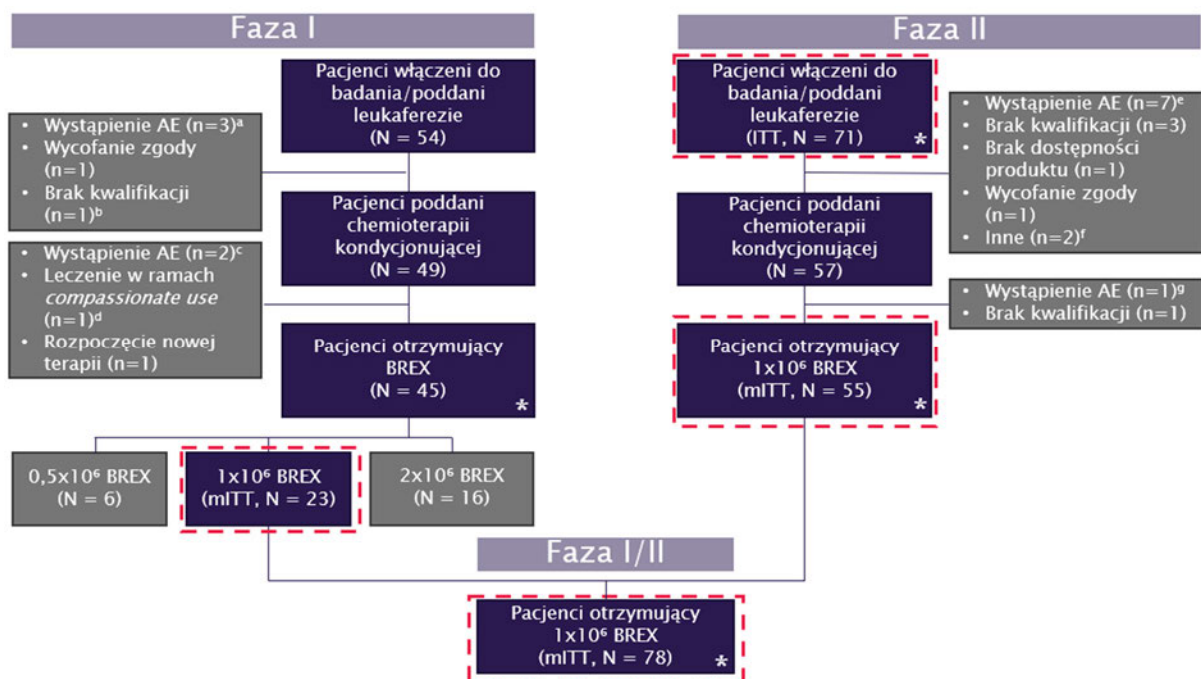 Faza I
Pacjenci włączeni do
badania/poddani
leukaferezie
(N = 54)
• Wystąpienie AE (n=3)ᵃ
• Wycofanie zgody
(n=1)
• Brak kwalifikacji
(n=1)ᵇ
Pacjenci poddani
chemioterapii
kondycjonującej
(N = 49)
• Wystąpienie AE (n=2)ᶜ
• Leczenie w ramach
compassionate use
(n=1)ᵈ
• Rozpoczęcie nowej
terapii (n=1)
Pacjenci otrzymujący
BREX
(N = 45)
*
0,5x10⁶ BREX
(N = 6)
1x10⁶ BREX
(mITT, N = 23)
2x10⁶ BREX
(N = 16)
Faza II
Pacjenci włączeni do
badania/poddani
leukaferezie
(ITT, N = 71)
*
• Wystąpienie AE (n=7)ᵉ
• Brak kwalifikacji (n=3)
• Brak dostępności
produktu (n=1)
• Wycofanie zgody
(n=1)
• Inne (n=2)ᶠ
Pacjenci poddani
chemioterapii
kondycjonującej
(N = 57)
• Wystąpienie AE (n=1)ᵍ
• Brak kwalifikacji (n=1)
Pacjenci otrzymujący
1x10⁶ BREX
(mITT, N = 55)
*
Faza I/II
Pacjenci otrzymujący
1x10⁶ BREX
(mITT, N = 78)
*